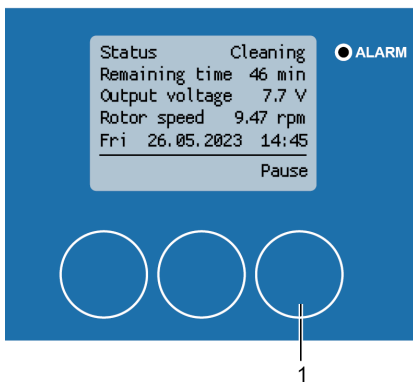 Status Cleaning
Remaining time 46 min
Output voltage 7.7 V
Rotor speed 9.47 rpm
Fri 26.05.2023 14:45
Pause
ALARM
1